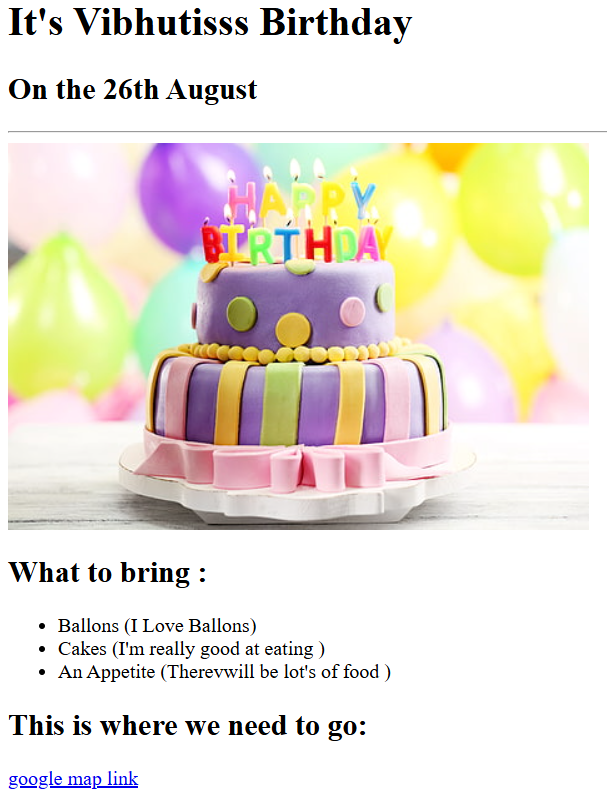 It's Vibhutisss Birthday
On the 26th August
HAPPY
BIRTHDAY
What to bring :
Ballons (I Love Ballons)
Cakes (I'm really good at eating )
An Appetite (Therevwill be lot's of food )
This is where we need to go:
google map link